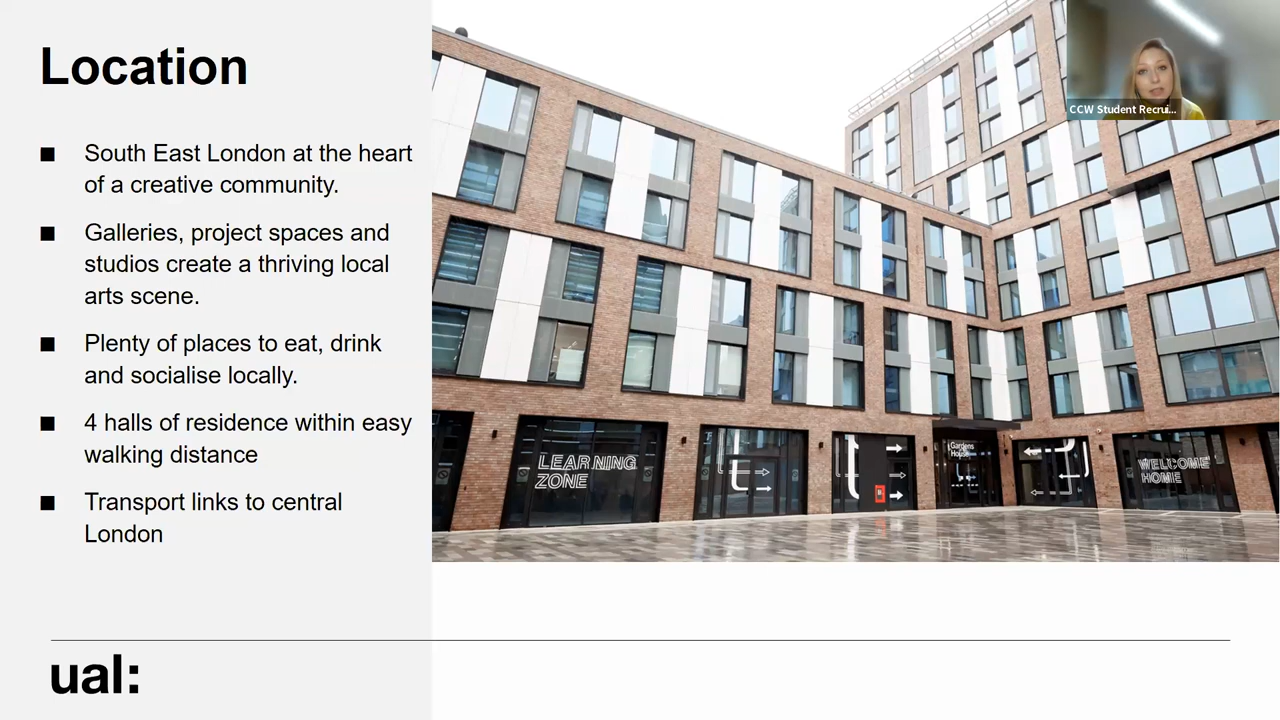 Location
South East London at the heart
of a creative community.
Galleries, project spaces and
studios create a thriving local
arts scene.
Plenty of places to eat, drink
and socialise locally.
4 halls of residence within easy
walking distance
Transport links to central
London
CCW Student Recrui...
LEARNING
ZONE
Gardens
House
WELCOME
HOME
ual: